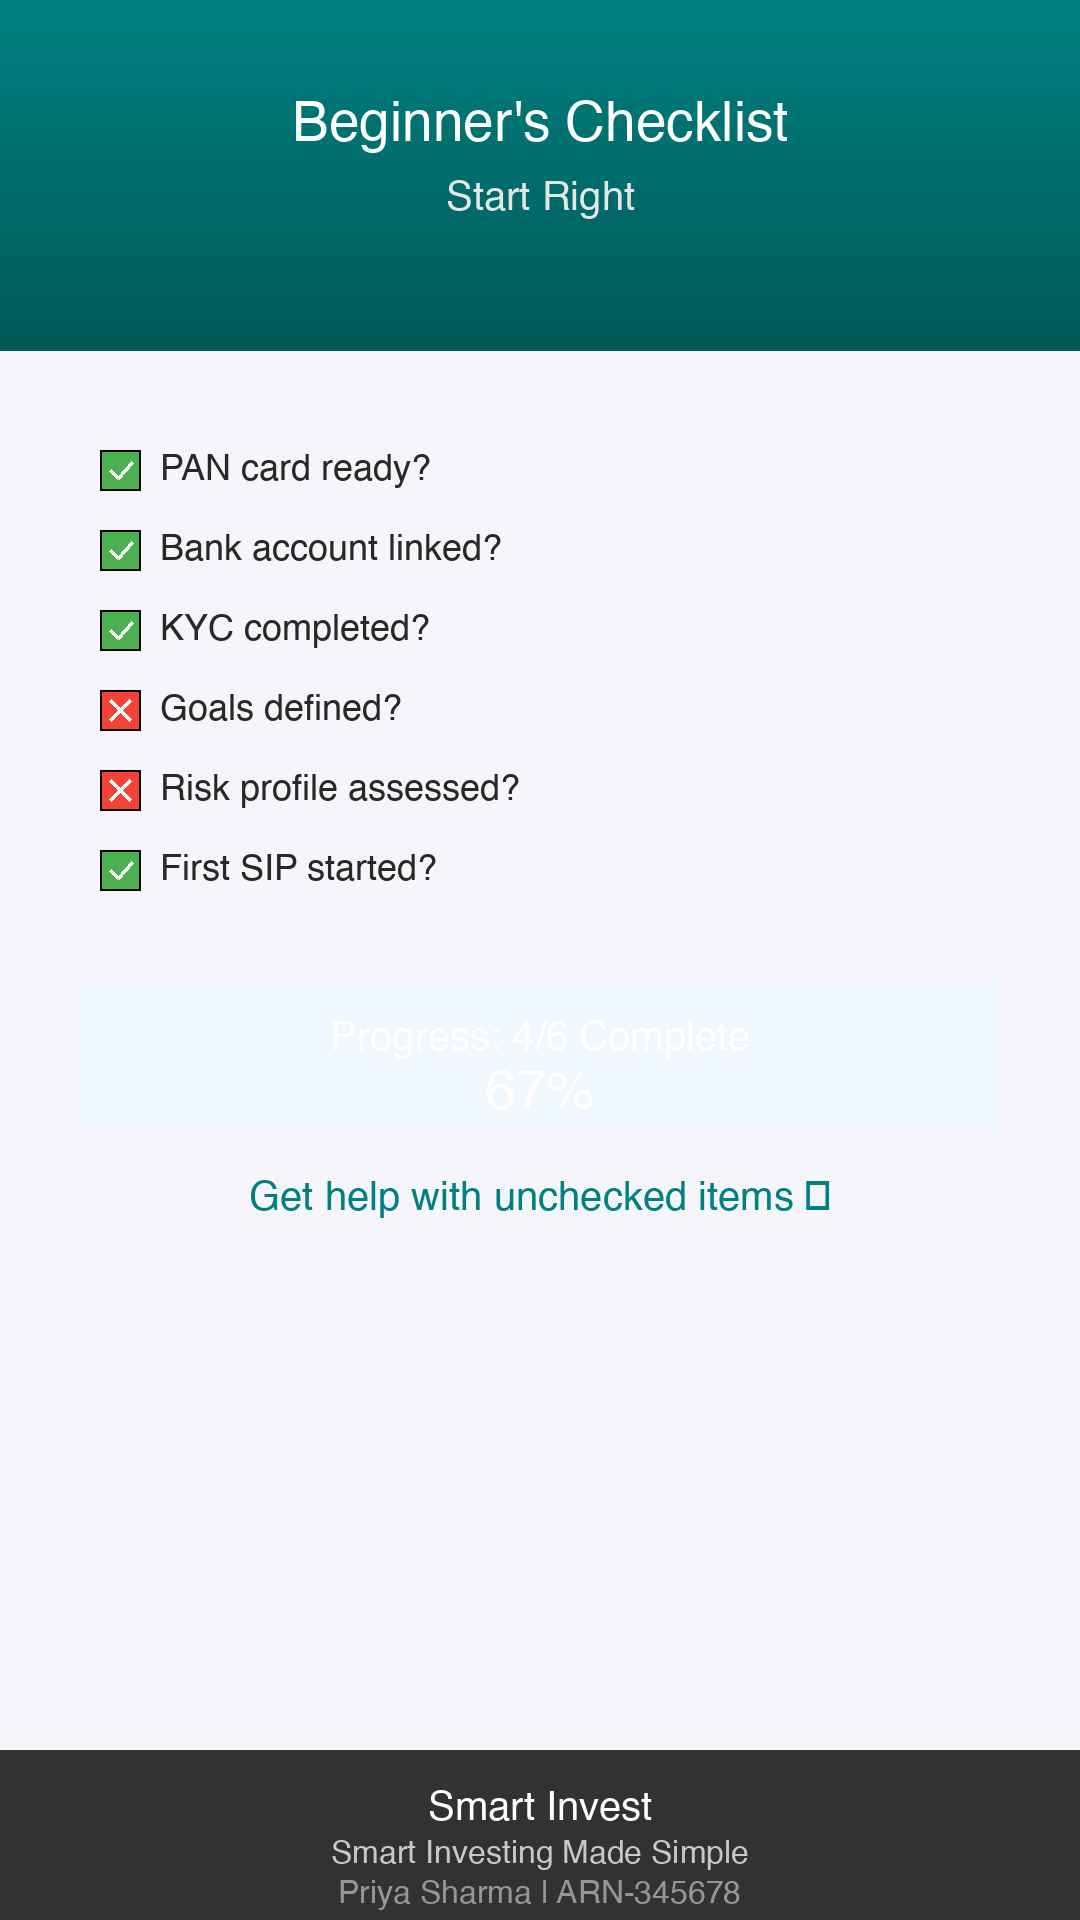 Beginner's Checklist
Start Right
PAN card ready?
Bank account linked?
KYC completed?
Goals defined?
Risk profile assessed?
First SIP started?
Progress: 4/6 Complete
67%
Get help with unchecked items
Smart Invest
Smart Investing Made Simple
Priya Sharma | ARN-345678